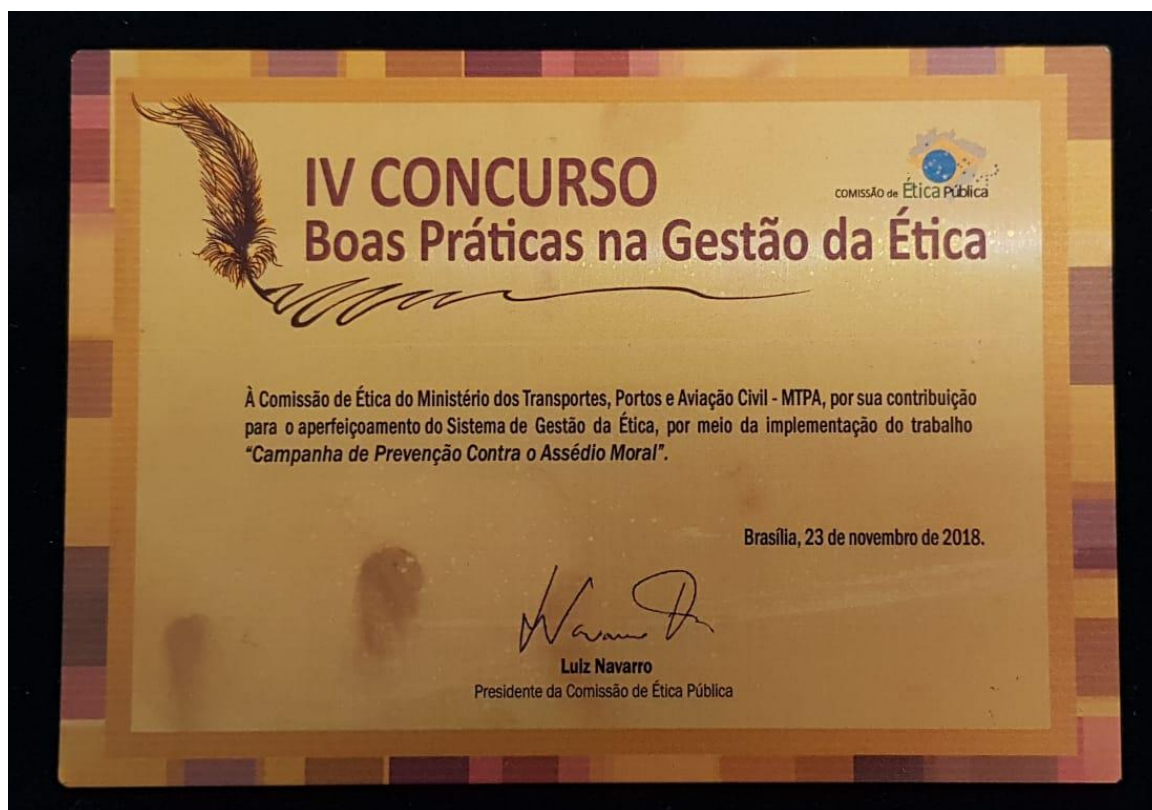 IV CONCURSO
COMISSÃO de Ética Pública
Boas Práticas na Gestão da Ética
À Comissão de Ética do Ministério dos Transportes, Portos e Aviação Civil - MTPA, por sua contribuição
para o aperfeiçoamento do Sistema de Gestão da Ética, por meio da implementação do trabalho
“Campanha de Prevenção Contra o Assédio Moral”.
Brasília, 23 de novembro de 2018.
Luiz Navarro
Presidente da Comissão de Ética Pública